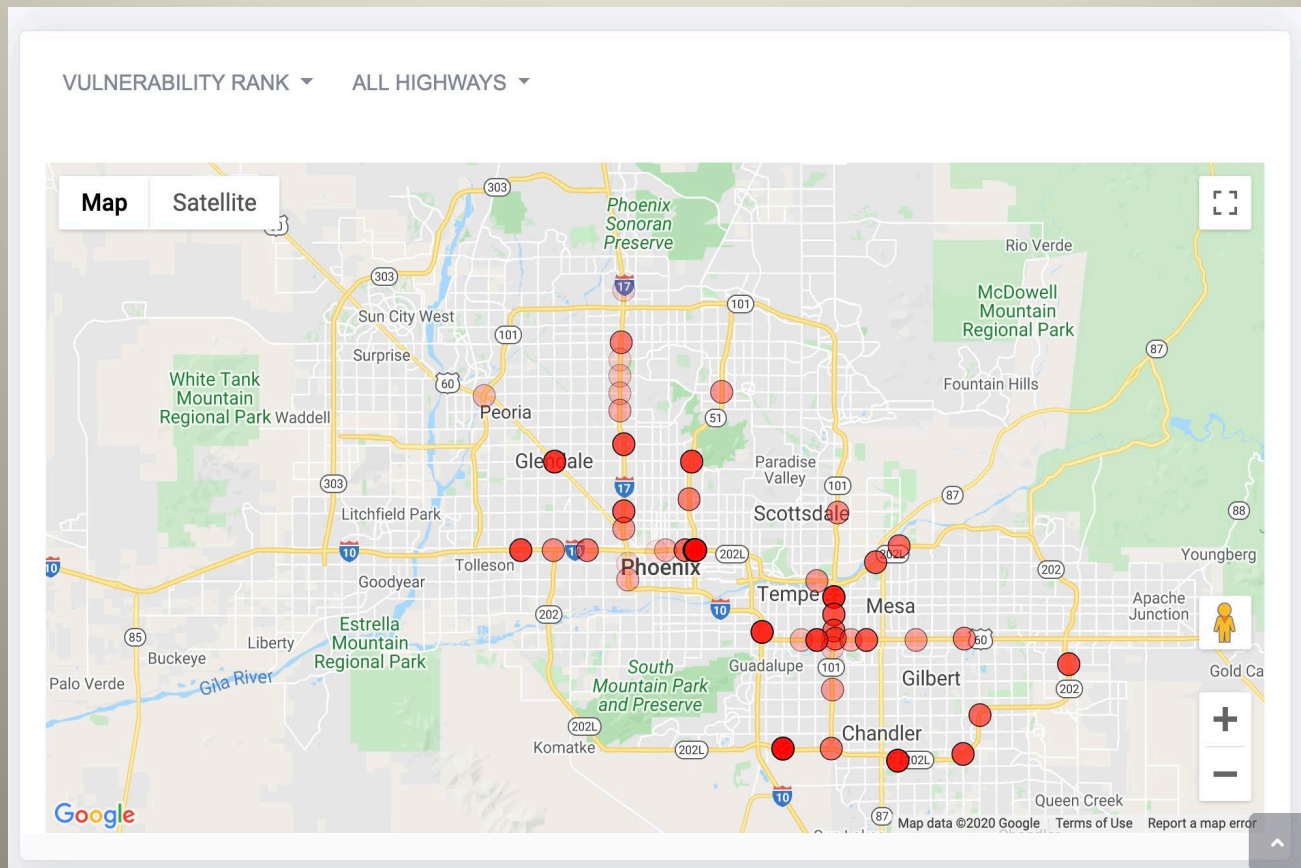 VULNERABILITY RANK
ALL HIGHWAYS
Map
Satellite
303
Phoenix
Sonoran
Preserve
Rio Verde
303
17
McDowell
Mountain
Regional Park
101
Sun City West
101
Surprise
87
White Tank
Mountain
Regional Park
Waddell
60
Fountain Hills
Peoria
51
Glendale
Paradise
Valley
303
17
101
87
Litchfield Park
Scottsdale
88
10
10
202L
202L
Youngberg
10
Tolleson
Phoenix
202
Goodyear
Tempe
Mesa
Apache
Junction
202
10
Estrella
Mountain
Regional Park
85
Liberty
60
Buckeye
South
Mountain Park
and Preserve
Guadalupe
101
Gold Ca
Palo Verde
Gila River
Gilbert
202
202L
Chandler
Komatke
202L
202L
10
Queen Creek
Google
87
Map data ©2020 Google
Terms of Use
Report a map error